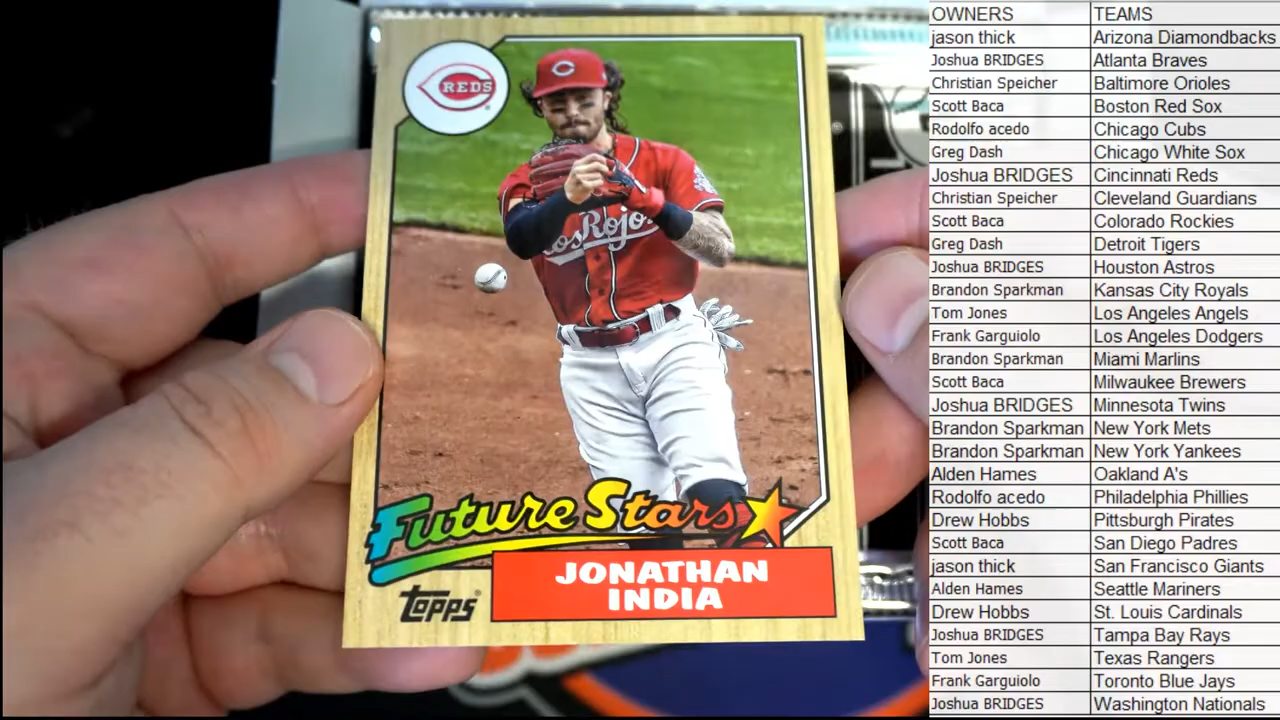 REDS
C
Los Rojos
Future Stars
topps
JONATHAN
INDIA
OWNERS TEAMS
jason thick Arizona Diamondbacks
Joshua BRIDGES Atlanta Braves
Christian Speicher Baltimore Orioles
Scott Baca Boston Red Sox
Rodolfo acedo Chicago Cubs
Greg Dash Chicago White Sox
Joshua BRIDGES Cincinnati Reds
Christian Speicher Cleveland Guardians
Scott Baca Colorado Rockies
Greg Dash Detroit Tigers
Joshua BRIDGES Houston Astros
Brandon Sparkman Kansas City Royals
Tom Jones Los Angeles Angels
Frank Garguiolo Los Angeles Dodgers
Brandon Sparkman Miami Marlins
Scott Baca Milwaukee Brewers
Joshua BRIDGES Minnesota Twins
Brandon Sparkman New York Mets
Brandon Sparkman New York Yankees
Alden Hames Oakland A's
Rodolfo acedo Philadelphia Phillies
Drew Hobbs Pittsburgh Pirates
Scott Baca San Diego Padres
jason thick San Francisco Giants
Alden Hames Seattle Mariners
Drew Hobbs St. Louis Cardinals
Joshua BRIDGES Tampa Bay Rays
Tom Jones Texas Rangers
Frank Garguiolo Toronto Blue Jays
Joshua BRIDGES Washington Nationals